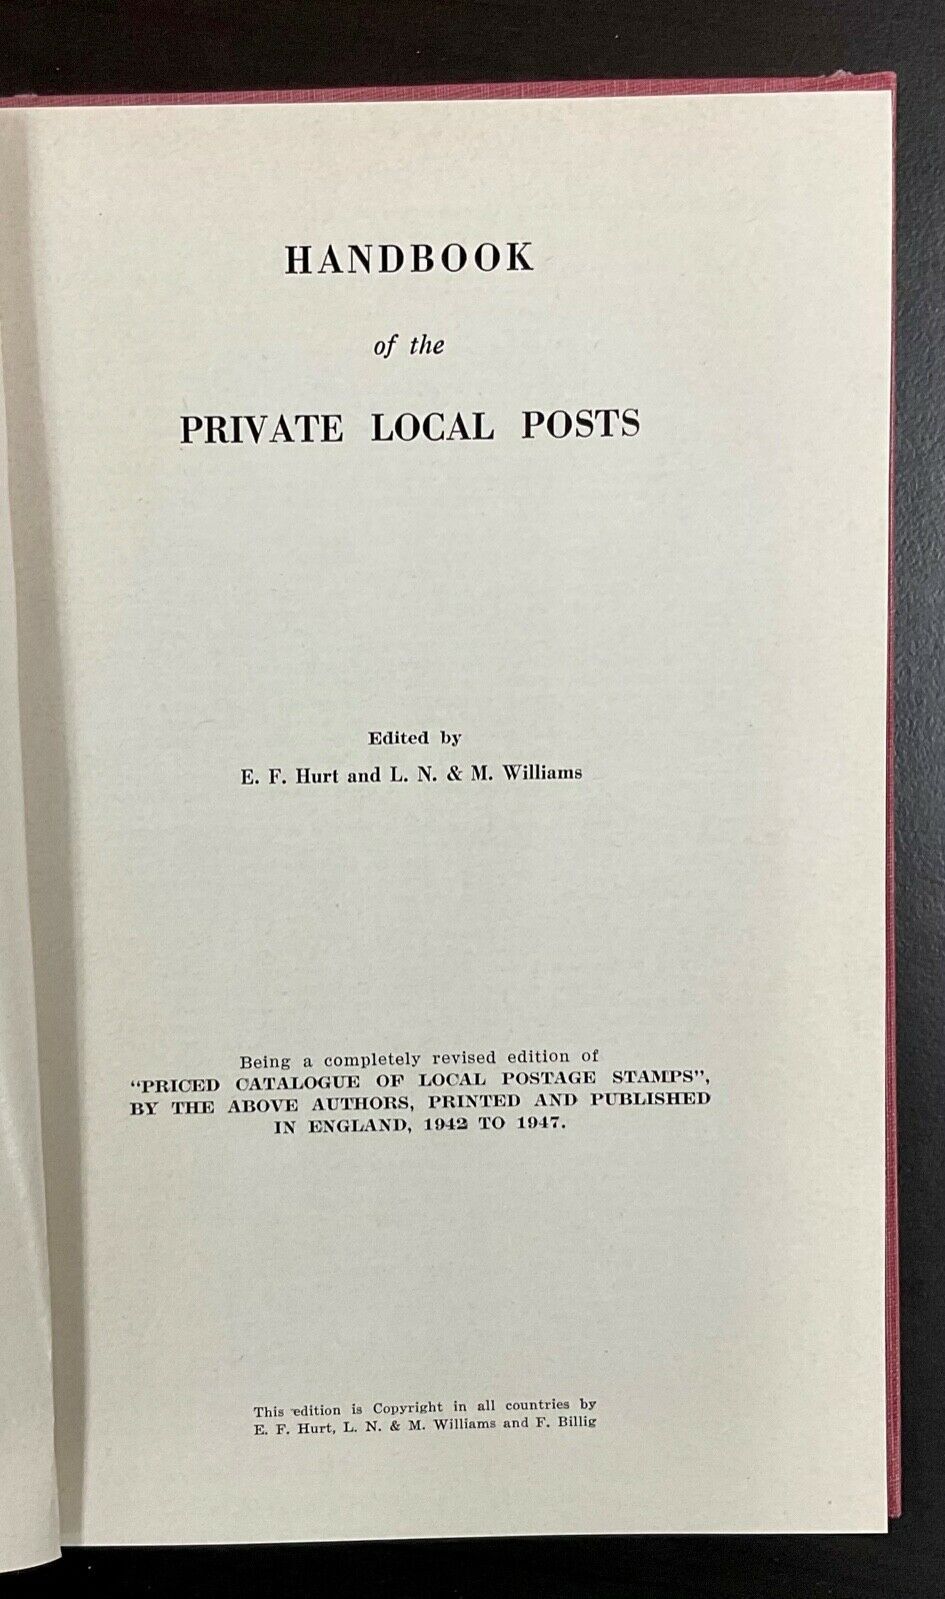 HANDBOOK
of the
PRIVATE LOCAL POSTS
Edited by
E. F. Hurt and L. N. & M. Williams
Being a completely revised edition of
“PRICED CATALOGUE OF LOCAL POSTAGE STAMPS”,
BY THE ABOVE AUTHORS, PRINTED AND PUBLISHED
IN ENGLAND, 1942 TO 1947.
This edition is Copyright in all countries by
E. F. Hurt, L. N. & M. Williams and F. Billig